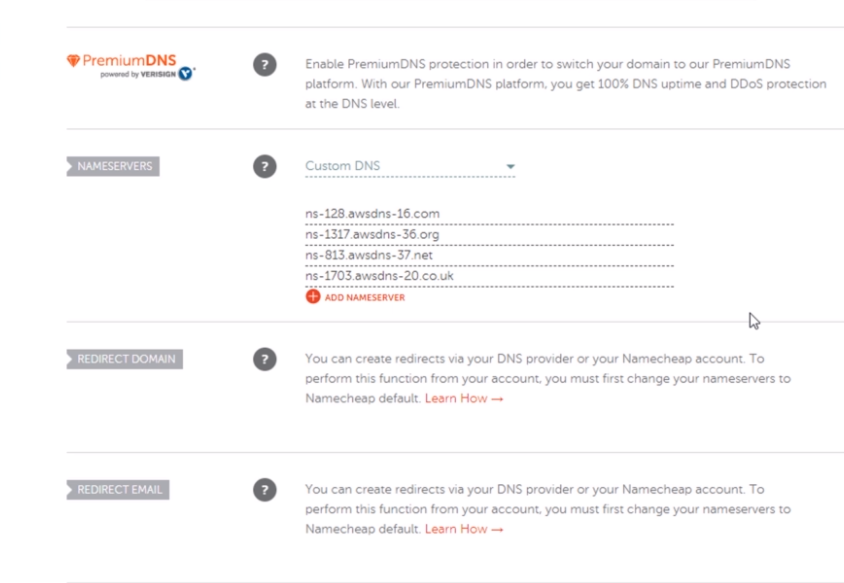 PremiumDNS
powered by VERISIGN
?
Enable PremiumDNS protection in order to switch your domain to our PremiumDNS
platform. With our PremiumDNS platform, you get 100% DNS uptime and DDoS protection
at the DNS level.
NAMESERVERS
?
Custom DNS
ns-128.awsdns-16.com
ns-1317.awsdns-36.org
ns-813.awsdns-37.net
ns-1703.awsdns-20.co.uk
ADD NAMESERVER
REDIRECT DOMAIN
?
You can create redirects via your DNS provider or your Namecheap account. To
perform this function from your account, you must first change your nameservers to
Namecheap default. Learn How →
REDIRECT EMAIL
?
You can create redirects via your DNS provider or your Namecheap account. To
perform this function from your account, you must first change your nameservers to
Namecheap default. Learn How →